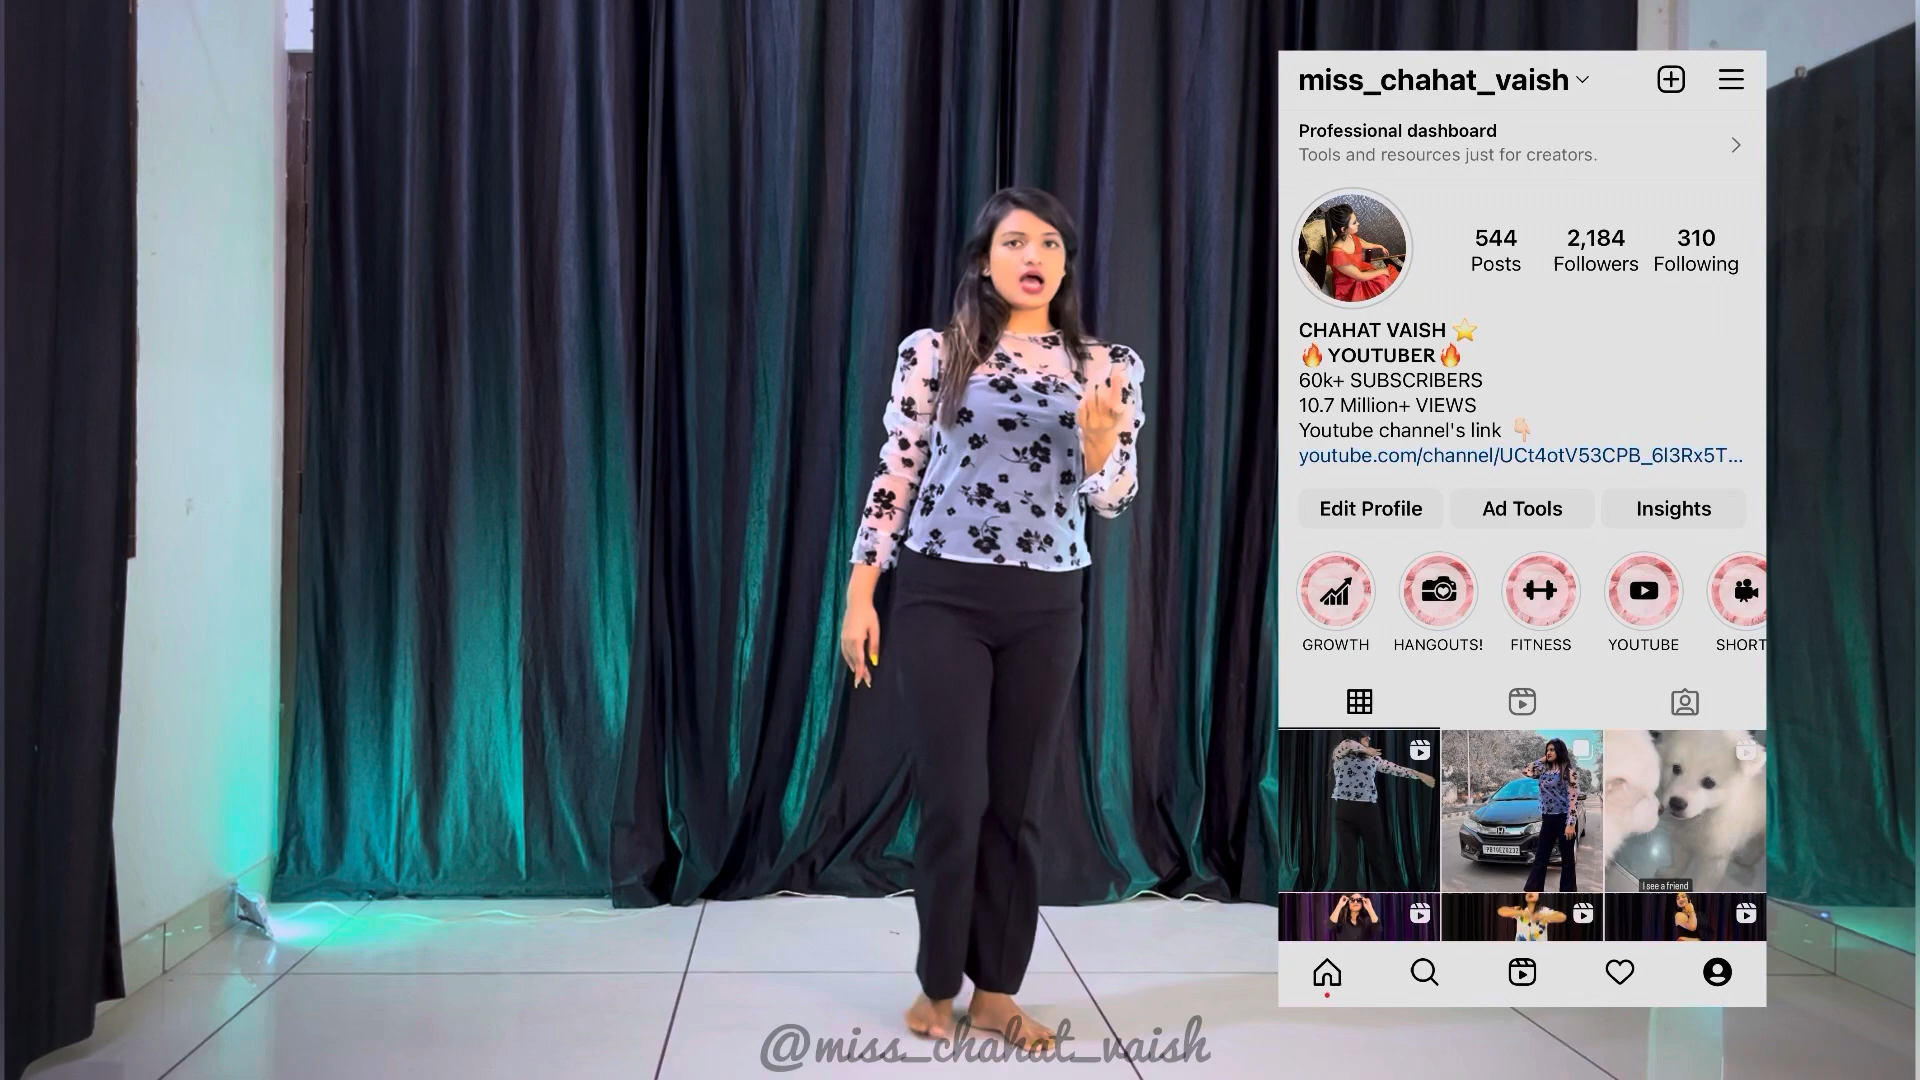 miss_chahat_vaish
Professional dashboard
Tools and resources just for creators.
544 2,184 310
Posts Followers Following
CHAHAT VAISH ⭐
🔥 YOUTUBER 🔥
60k+ SUBSCRIBERS
10.7 Million+ VIEWS
Youtube channel's link 👇🏻
youtube.com/channel/UCt4otV53CPB_6l3Rx5T...
Edit Profile Ad Tools Insights
GROWTH HANGOUTS! FITNESS YOUTUBE SHORT
I see a friend
@miss_chahat_vaish